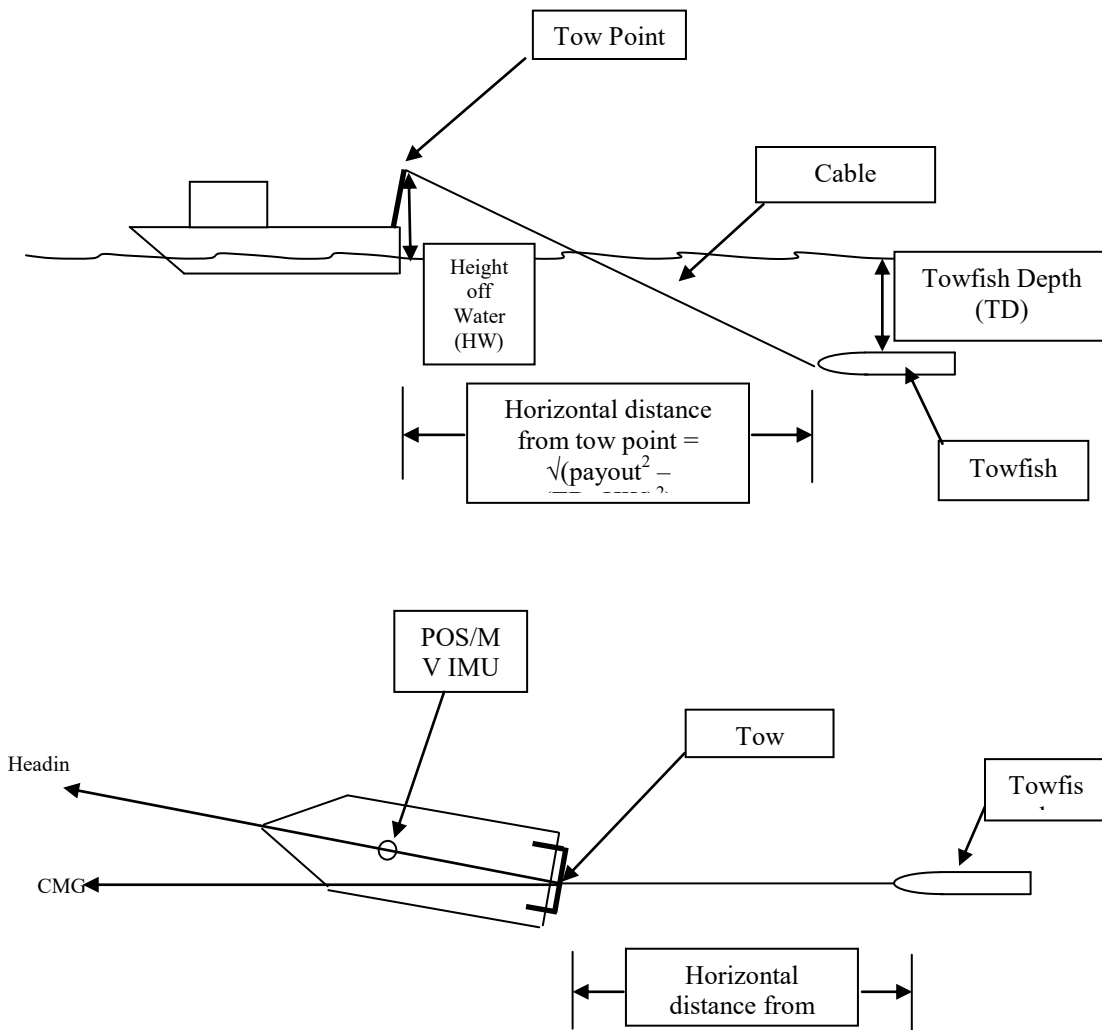 Tow Point
Cable
Height
off
Water
(HW)
Towfish Depth
(TD)
Horizontal distance
from tow point =
√(payout² –
Towfish
POS/M
V IMU
Tow
Headin
Towfis
CMG
Horizontal
distance from